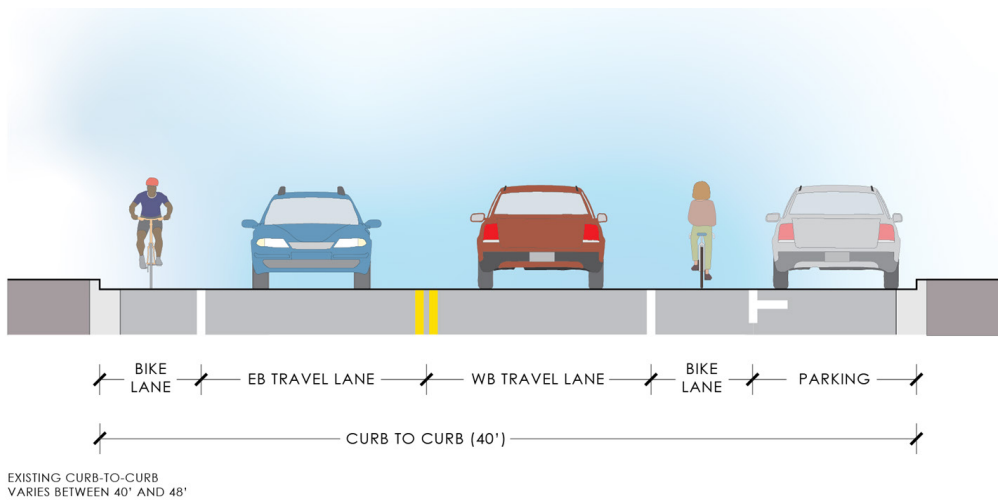 BIKE
LANE
EB TRAVEL LANE
WB TRAVEL LANE
BIKE
LANE
PARKING
CURB TO CURB (40')
EXISTING CURB-TO-CURB
VARIES BETWEEN 40' AND 48'